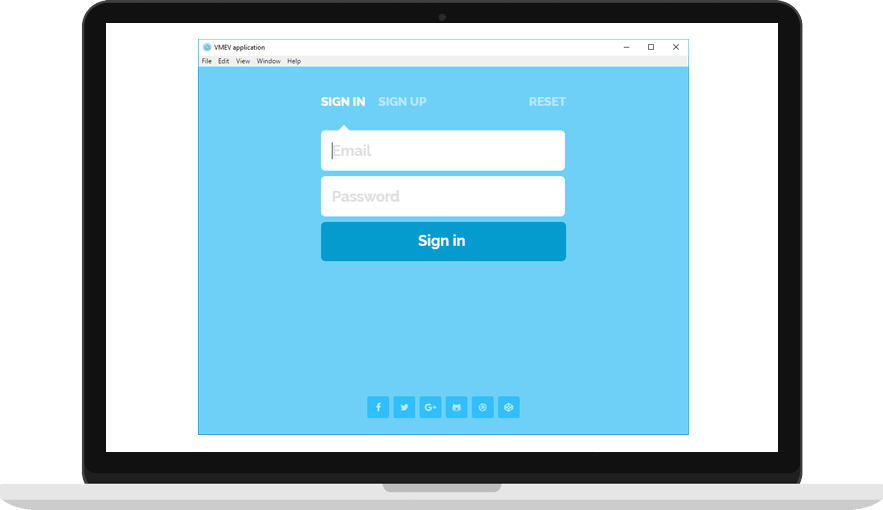 VMEV application
File Edit View Window Help
SIGN IN SIGN UP RESET
Email
Password
Sign in